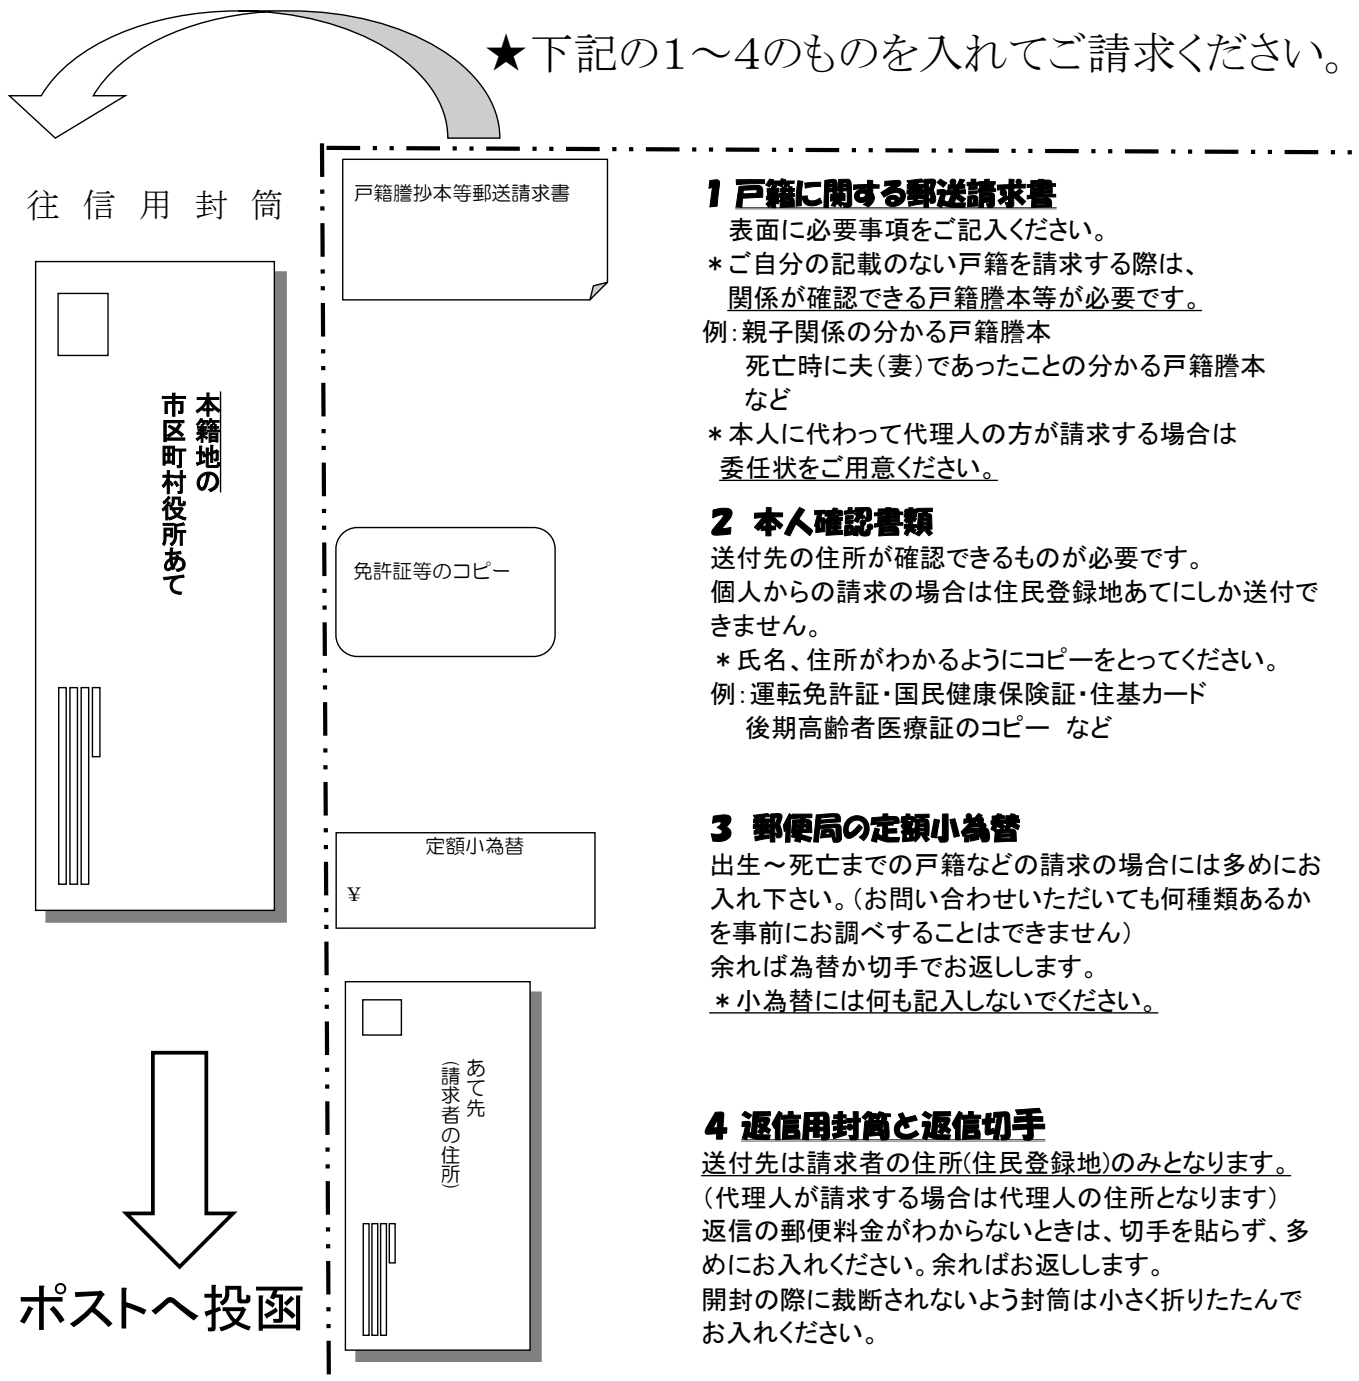 ★下記の1～4のものを入れてご請求ください。
往信用封筒
本籍地の
市区町村役所あて
ポストへ投函
戸籍謄抄本等郵送請求書
1 戸籍に関する郵送請求書
表面に必要事項をご記入ください。
＊ご自分の記載のない戸籍を請求する際は、
関係が確認できる戸籍謄本等が必要です。
例：親子関係の分かる戸籍謄本
死亡時に夫（妻）であったことの分かる戸籍謄本
など
＊本人に代わって代理人の方が請求する場合は
委任状をご用意ください。
免許証等のコピー
2 本人確認書類
送付先の住所が確認できるものが必要です。
個人からの請求の場合は住民登録地あてにしか送付で
きません。
＊氏名、住所がわかるようにコピーをとってください。
例：運転免許証・国民健康保険証・住基カード
後期高齢者医療証のコピー など
定額小為替
¥
3 郵便局の定額小為替
出生～死亡までの戸籍などの請求の場合には多めにお
入れ下さい。（お問い合わせいただいても何種類あるか
を事前にお調べすることはできません）
余れば為替か切手でお返しします。
＊小為替には何も記入しないでください。
あて先
（請求者の住所）
4 返信用封筒と返信切手
送付先は請求者の住所(住民登録地)のみとなります。
（代理人が請求する場合は代理人の住所となります）
返信の郵便料金がわからないときは、切手を貼らず、多
めにお入れください。余ればお返しします。
開封の際に裁断されないよう封筒は小さく折りたたんで
お入れください。